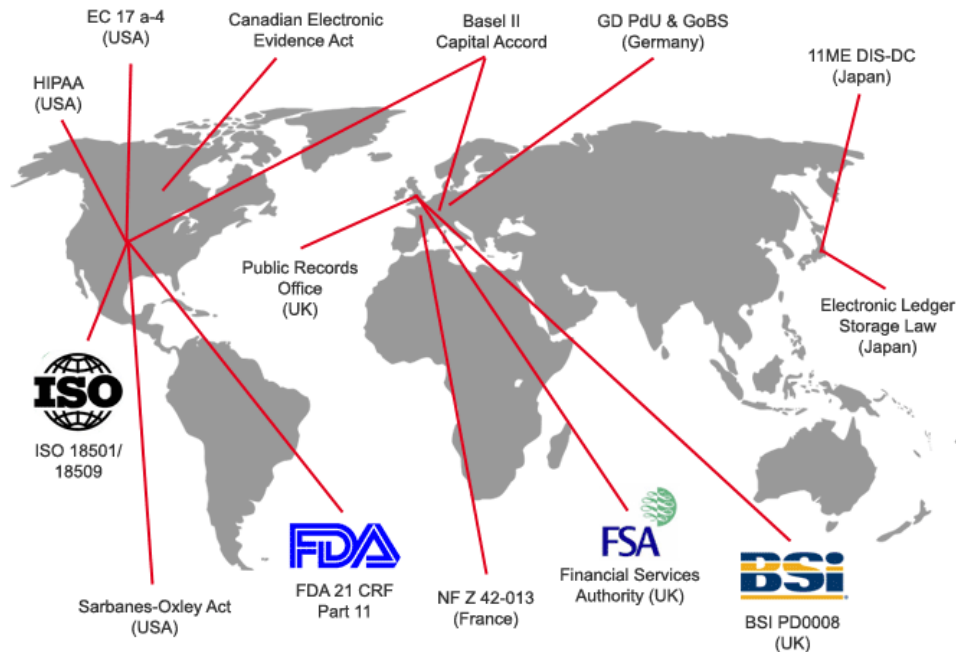 EC 17 a-4
(USA)
Canadian Electronic
Evidence Act
Basel II
Capital Accord
GD PdU & GoBS
(Germany)
11ME DIS-DC
(Japan)
HIPAA
(USA)
Public Records
Office
(UK)
Electronic Ledger
Storage Law
(Japan)
ISO
ISO 18501/
18509
FDA
FDA 21 CRF
Part 11
FSA
Financial Services
Authority (UK)
BSi
BSI PD0008
(UK)
NF Z 42-013
(France)
Sarbanes-Oxley Act
(USA)